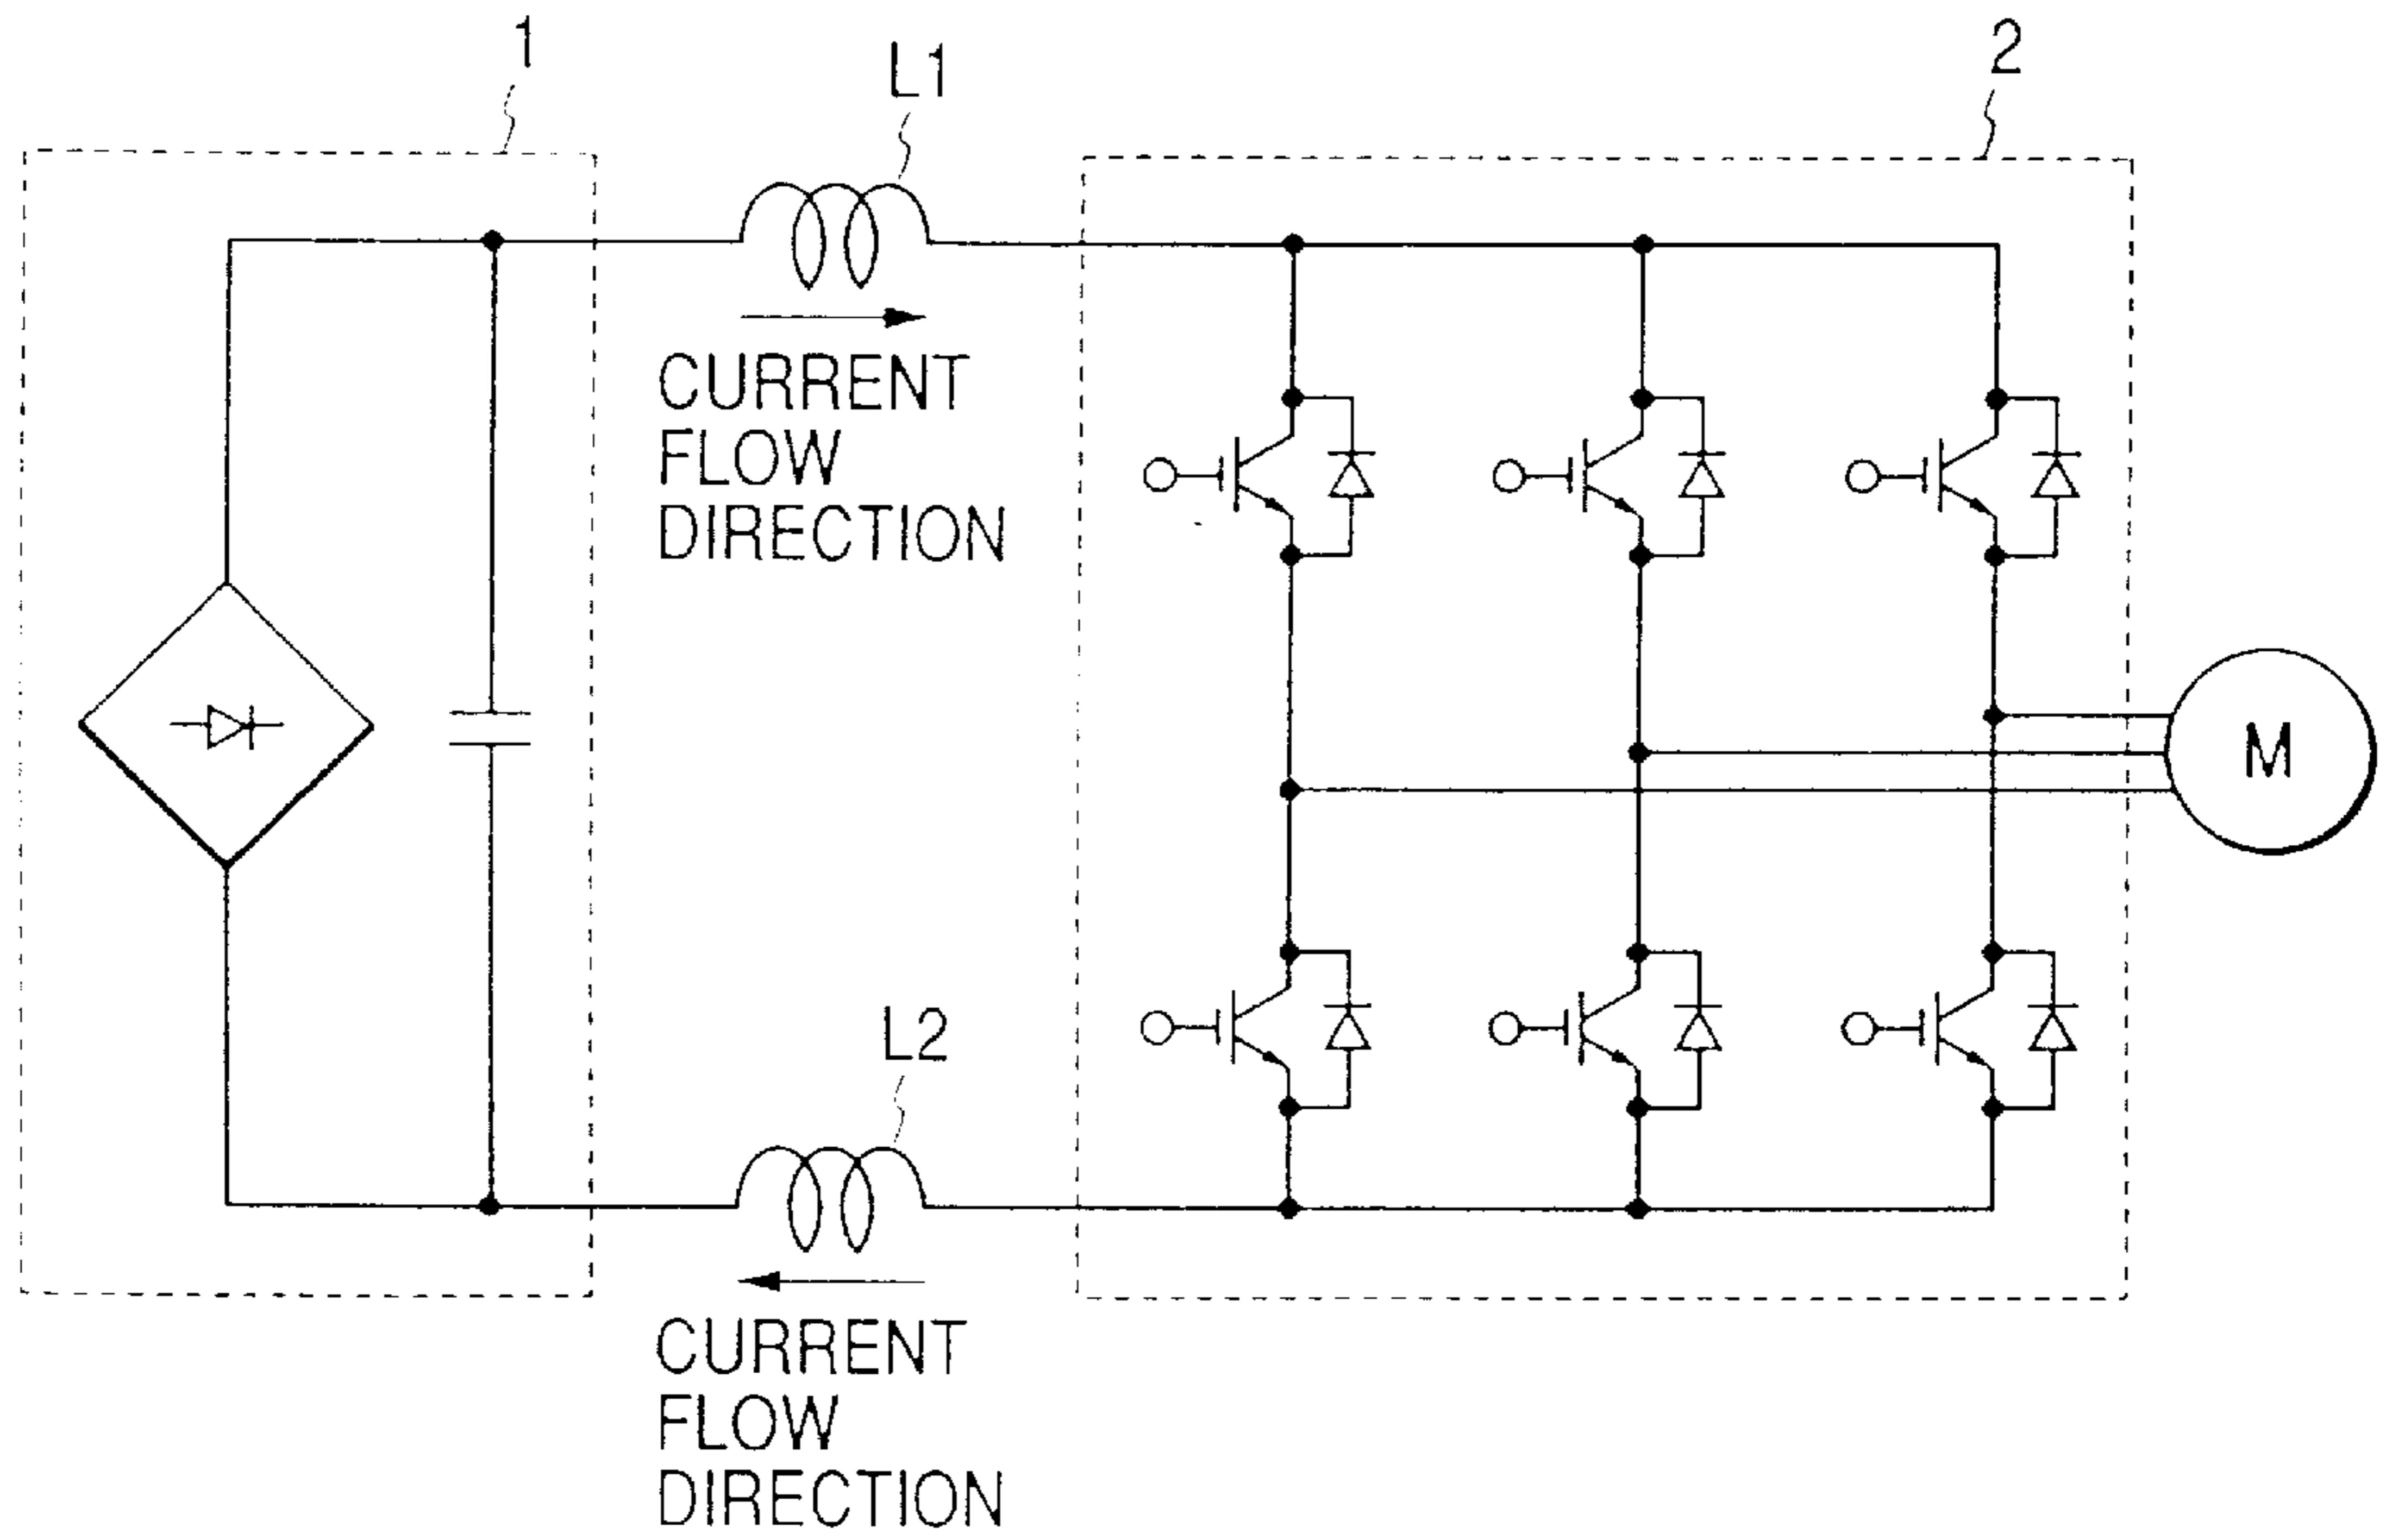 1
L1
2
CURRENT
FLOW
DIRECTION
M
L2
CURRENT
FLOW
DIRECTION